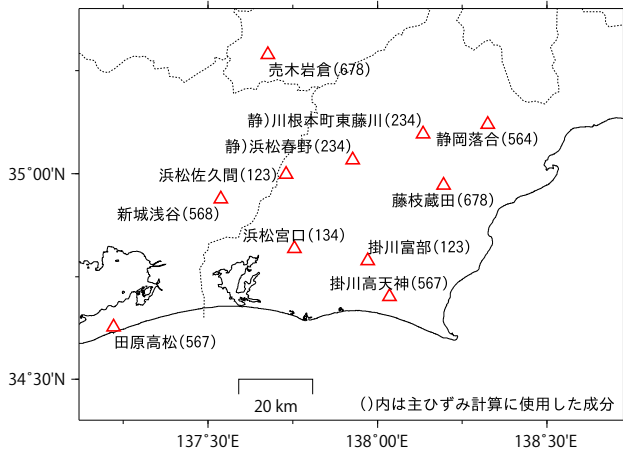 売木岩倉(678)
静)川根本町東藤川(234)
静岡落合(564)
静)浜松春野(234)
浜松佐久間(123)
35°00'N
藤枝蔵田(678)
新城浅谷(568)
浜松宮口(134)
掛川富部(123)
掛川高天神(567)
田原高松(567)
34°30'N
20 km
()内は主ひずみ計算に使用した成分
137°30'E
138°00'E
138°30'E